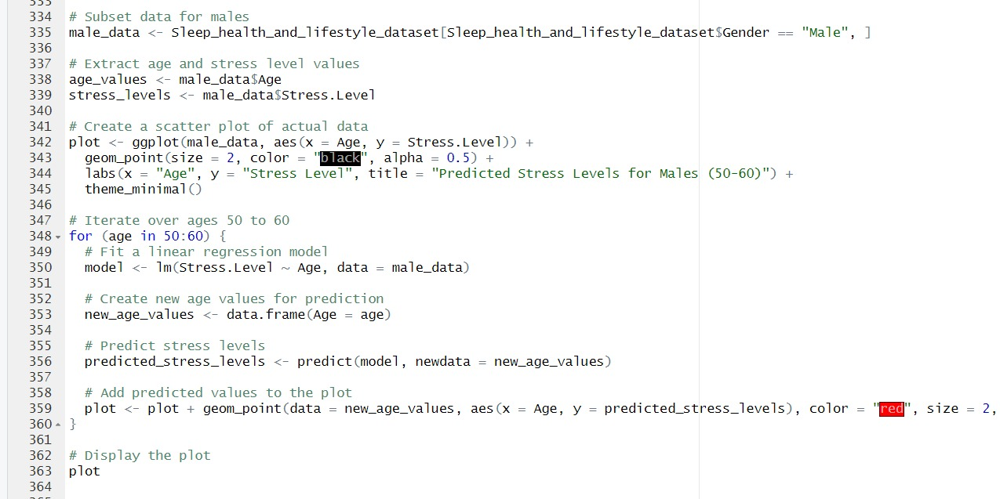 333
334 # Subset data for males
335 male_data <- Sleep_health_and_lifestyle_dataset[Sleep_health_and_lifestyle_dataset$Gender == "Male", ]
336
337 # Extract age and stress level values
338 age_values <- male_data$Age
339 stress_levels <- male_data$Stress.Level
340
341 # Create a scatter plot of actual data
342 plot <- ggplot(male_data, aes(x = Age, y = Stress.Level)) +
343   geom_point(size = 2, color = "black", alpha = 0.5) +
344   labs(x = "Age", y = "Stress Level", title = "Predicted Stress Levels for Males (50-60)") +
345   theme_minimal()
346
347 # Iterate over ages 50 to 60
348 for (age in 50:60) {
349   # Fit a linear regression model
350   model <- lm(Stress.Level ~ Age, data = male_data)
351
352   # Create new age values for prediction
353   new_age_values <- data.frame(Age = age)
354
355   # Predict stress levels
356   predicted_stress_levels <- predict(model, newdata = new_age_values)
357
358   # Add predicted values to the plot
359   plot <- plot + geom_point(data = new_age_values, aes(x = Age, y = predicted_stress_levels), color = "red", size = 2,
360 }
361
362 # Display the plot
363 plot
364
365